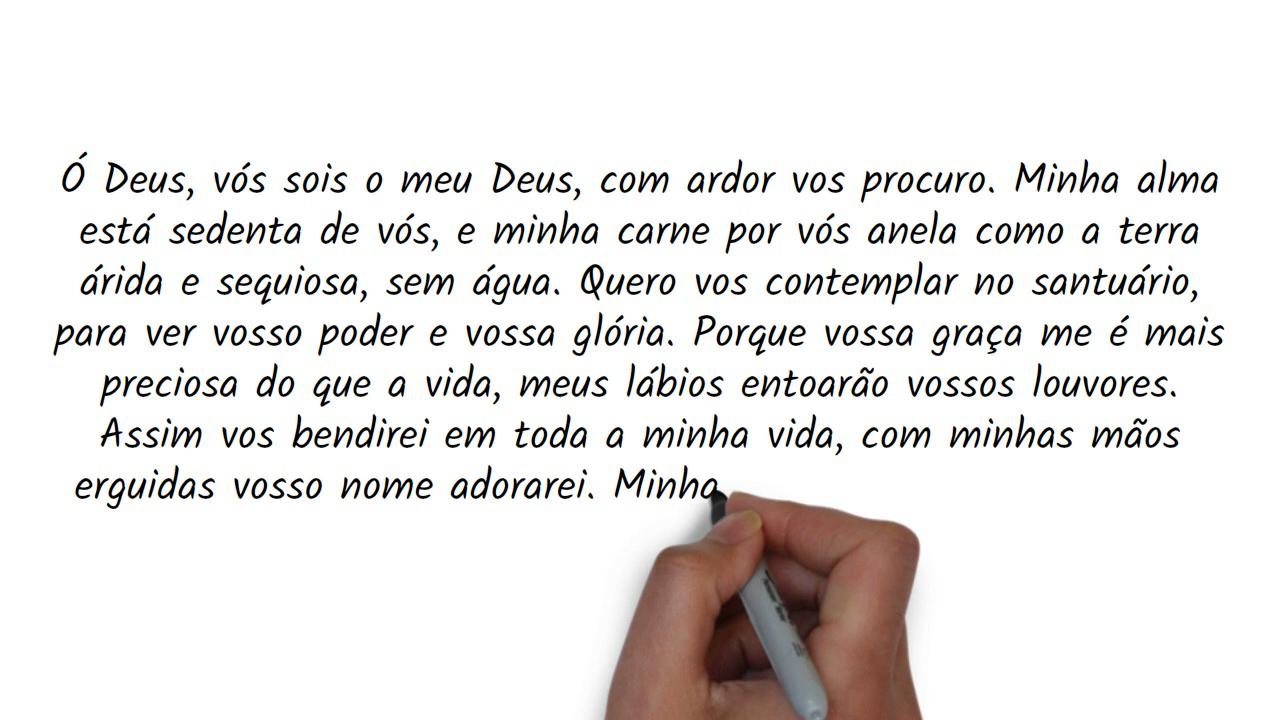 Ó Deus, vós sois o meu Deus, com ardor vos procuro. Minha alma
está sedenta de vós, e minha carne por vós anela como a terra
árida e sequiosa, sem água. Quero vos contemplar no santuário,
para ver vosso poder e vossa glória. Porque vossa graça me é mais
preciosa do que a vida, meus lábios entoarão vossos louvores.
Assim vos bendirei em toda a minha vida, com minhas mãos
erguidas vosso nome adorarei. Minha